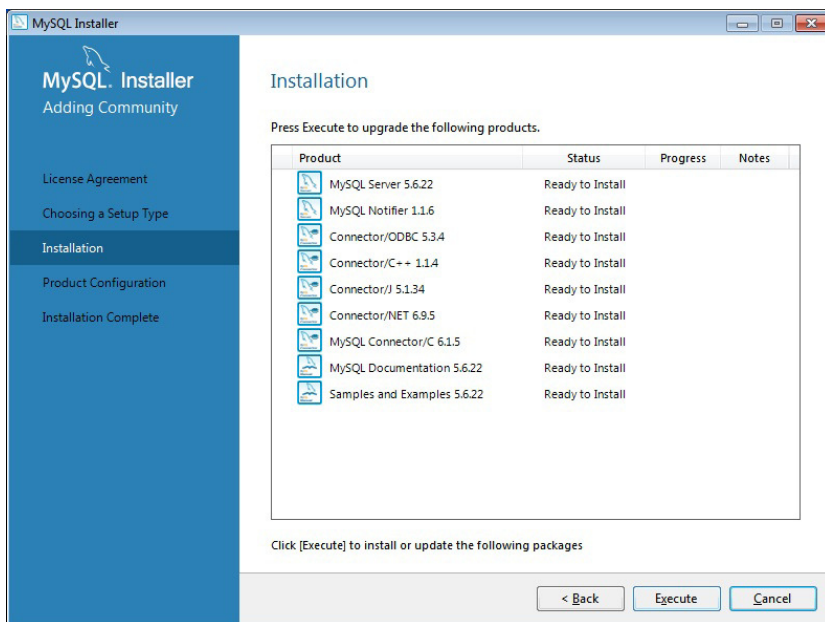 MySQL Installer
MySQL. Installer
Adding Community
License Agreement
Choosing a Setup Type
Installation
Product Configuration
Installation Complete
Installation
Press Execute to upgrade the following products.
Product Status Progress Notes
MySQL Server 5.6.22 Ready to Install
MySQL Notifier 1.1.6 Ready to Install
Connector/ODBC 5.3.4 Ready to Install
Connector/C++ 1.1.4 Ready to Install
Connector/J 5.1.34 Ready to Install
Connector/NET 6.9.5 Ready to Install
MySQL Connector/C 6.1.5 Ready to Install
MySQL Documentation 5.6.22 Ready to Install
Samples and Examples 5.6.22 Ready to Install
Click [Execute] to install or update the following packages
< Back Execute Cancel